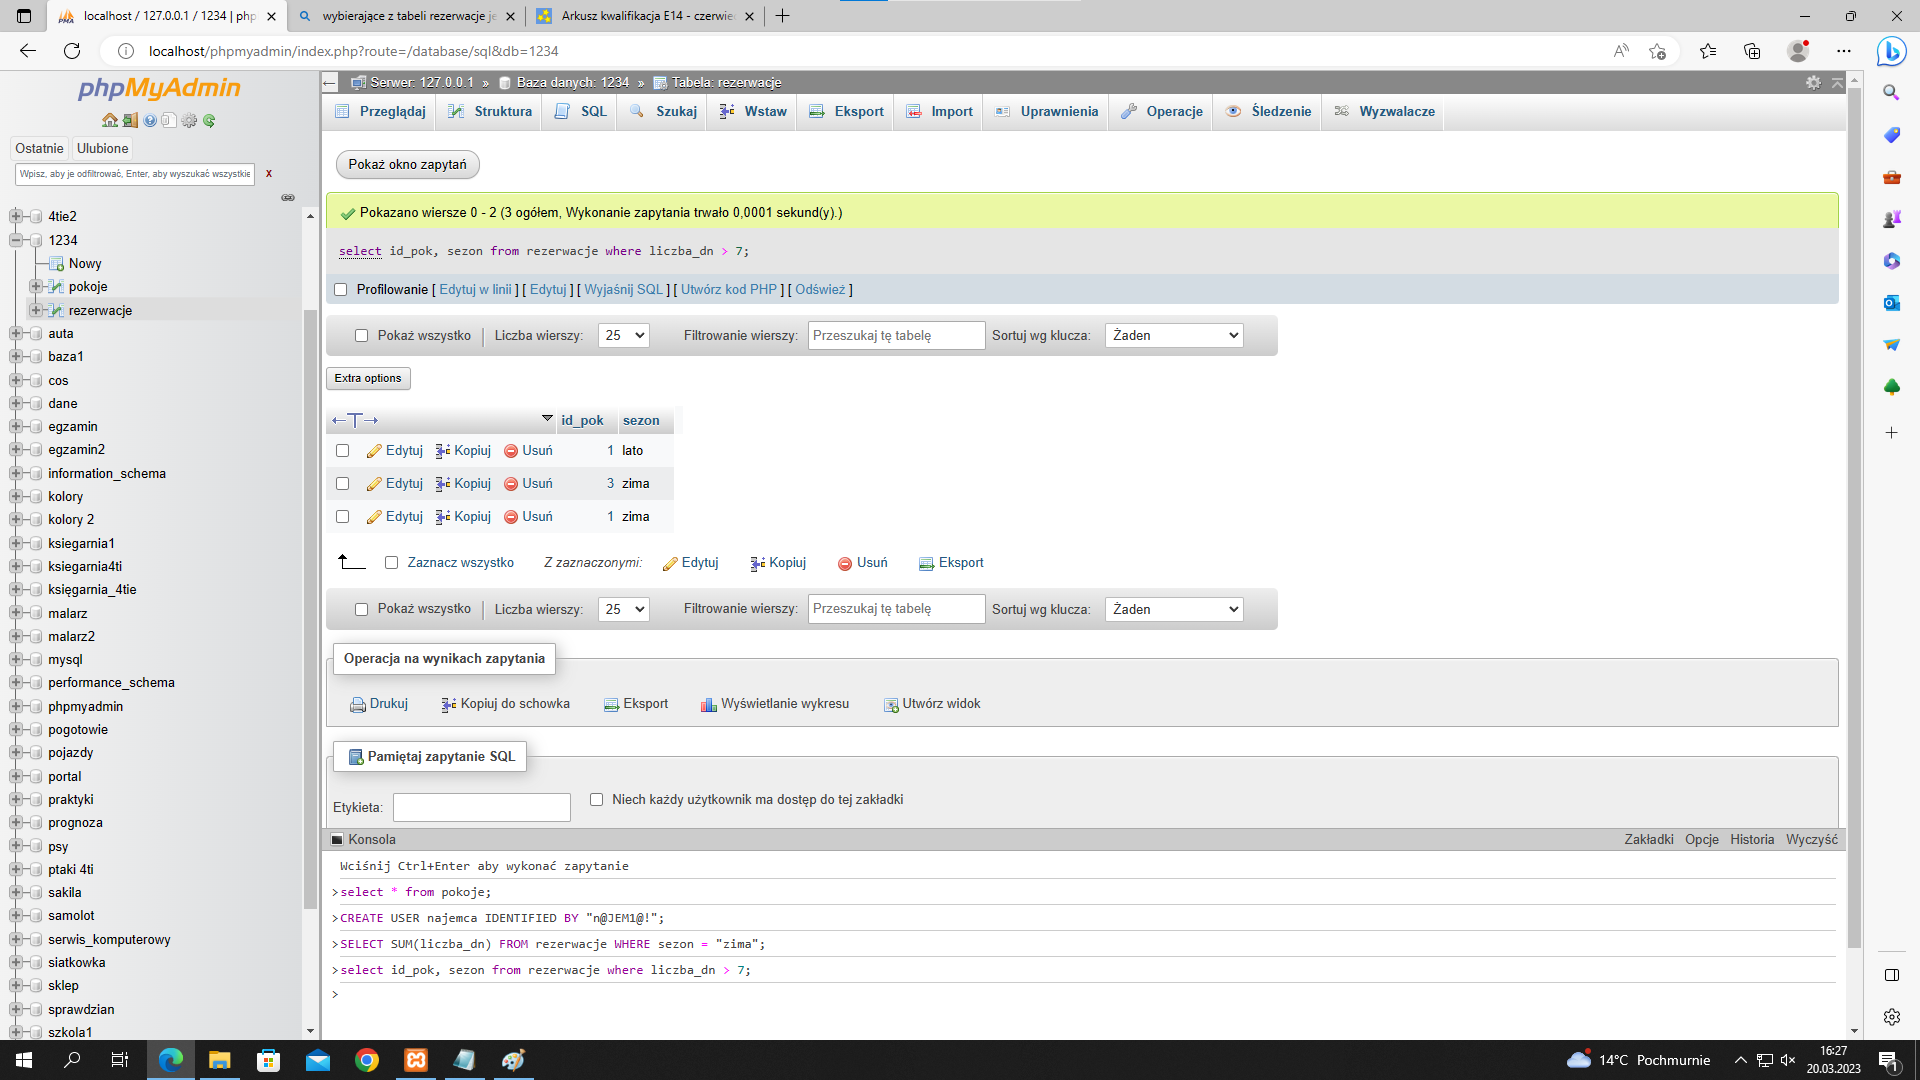 localhost / 127.0.0.1 / 1234 | php
wybierające z tabeli rezerwacje je
Arkusz kwalifikacja E14 - czerwiec
localhost/phpmyadmin/index.php?route=/database/sql&db=1234
phpMyAdmin
Ostatnie Ulubione
Wpisz, aby je odfiltrować, Enter, aby wyszukać wszystkie
x
4tie2
1234
Nowy
pokoje
rezerwacje
auta
baza1
cos
dane
egzamin
egzamin2
information_schema
kolory
kolory 2
ksiegarnia1
ksiegarnia4ti
księgarnia_4tie
malarz
malarz2
mysql
performance_schema
phpmyadmin
pogotowie
pojazdy
portal
praktyki
prognoza
psy
ptaki 4ti
sakila
samolot
serwis_komputerowy
siatkowka
sklep
sprawdzian
szkola1
Serwer: 127.0.0.1 » Baza danych: 1234 » Tabela: rezerwacje
Przeglądaj Struktura SQL Szukaj Wstaw Eksport Import Uprawnienia Operacje Śledzenie Wyzwalacze
Pokaż okno zapytań
Pokazano wiersze 0 - 2 (3 ogółem, Wykonanie zapytania trwało 0,0001 sekund(y).)
select id_pok, sezon from rezerwacje where liczba_dn > 7;
Profilowanie [ Edytuj w linii ] [ Edytuj ] [ Wyjaśnij SQL ] [ Utwórz kod PHP ] [ Odśwież ]
Pokaż wszystko Liczba wierszy: 25 Filtrowanie wierszy: Przeszukaj tę tabelę Sortuj wg klucza: Żaden
Extra options
←T→ id_pok sezon
Edytuj Kopiuj Usuń 1 lato
Edytuj Kopiuj Usuń 3 zima
Edytuj Kopiuj Usuń 1 zima
Zaznacz wszystko Z zaznaczonymi: Edytuj Kopiuj Usuń Eksport
Pokaż wszystko Liczba wierszy: 25 Filtrowanie wierszy: Przeszukaj tę tabelę Sortuj wg klucza: Żaden
Operacja na wynikach zapytania
Drukuj Kopiuj do schowka Eksport Wyświetlanie wykresu Utwórz widok
Pamiętaj zapytanie SQL
Etykieta: Niech każdy użytkownik ma dostęp do tej zakładki
Konsola Zakładki Opcje Historia Wyczyść
Wciśnij Ctrl+Enter aby wykonać zapytanie
>select * from pokoje;
>CREATE USER najemca IDENTIFIED BY "n@JEM1@!";
>SELECT SUM(liczba_dn) FROM rezerwacje WHERE sezon = "zima";
>select id_pok, sezon from rezerwacje where liczba_dn > 7;
>
14°C Pochmurnie
16:27
20.03.2023
1